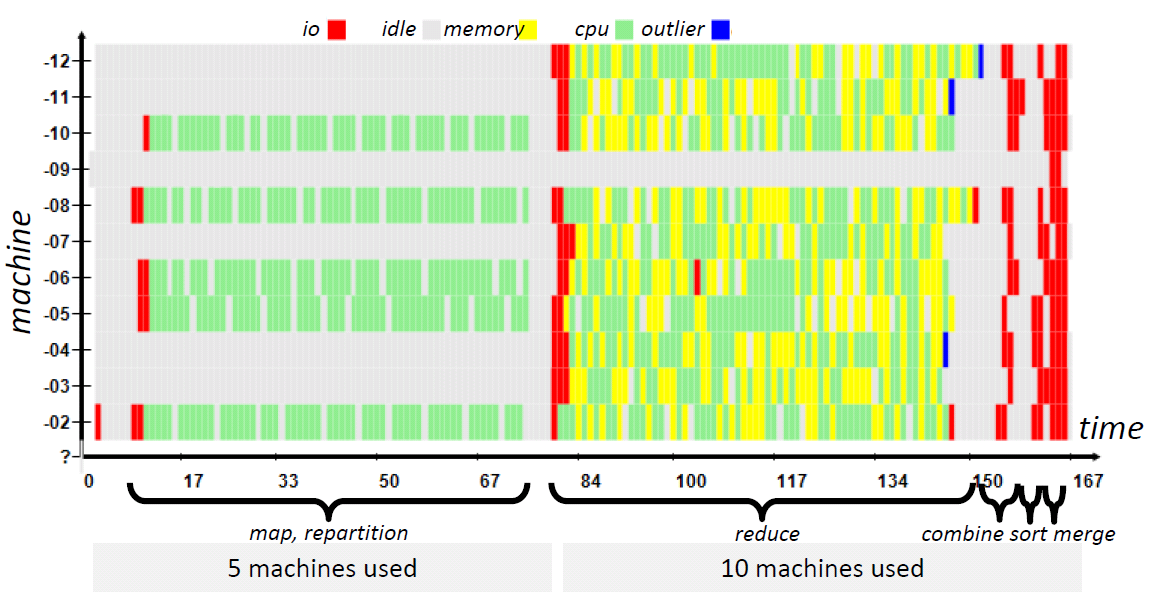 io idle memory cpu outlier
-12
-11
-10
-09
-08
-07
-06
-05
-04
-03
-02
?
machine
time
0 17 33 50 67 84 100 117 134 150 167
map, repartition reduce combine sort merge
5 machines used 10 machines used